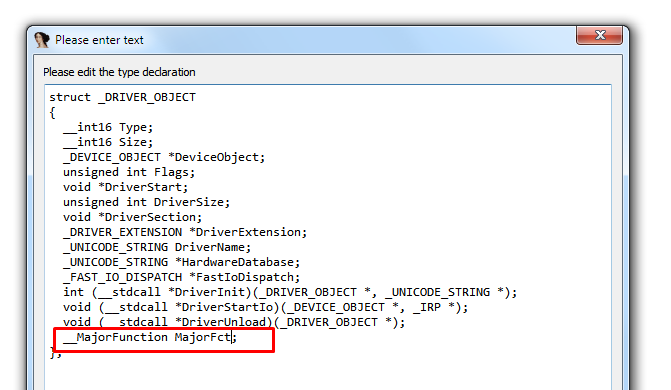 Please enter text
Please edit the type declaration
struct _DRIVER_OBJECT
{
  __int16 Type;
  __int16 Size;
  _DEVICE_OBJECT *DeviceObject;
  unsigned int Flags;
  void *DriverStart;
  unsigned int DriverSize;
  void *DriverSection;
  _DRIVER_EXTENSION *DriverExtension;
  _UNICODE_STRING DriverName;
  _UNICODE_STRING *HardwareDatabase;
  _FAST_IO_DISPATCH *FastIoDispatch;
  int (__stdcall *DriverInit)(_DRIVER_OBJECT *, _UNICODE_STRING *);
  void (__stdcall *DriverStartIo)(_DEVICE_OBJECT *, _IRP *);
  void (__stdcall *DriverUnload)(_DRIVER_OBJECT *);
  __MajorFunction MajorFct;
};